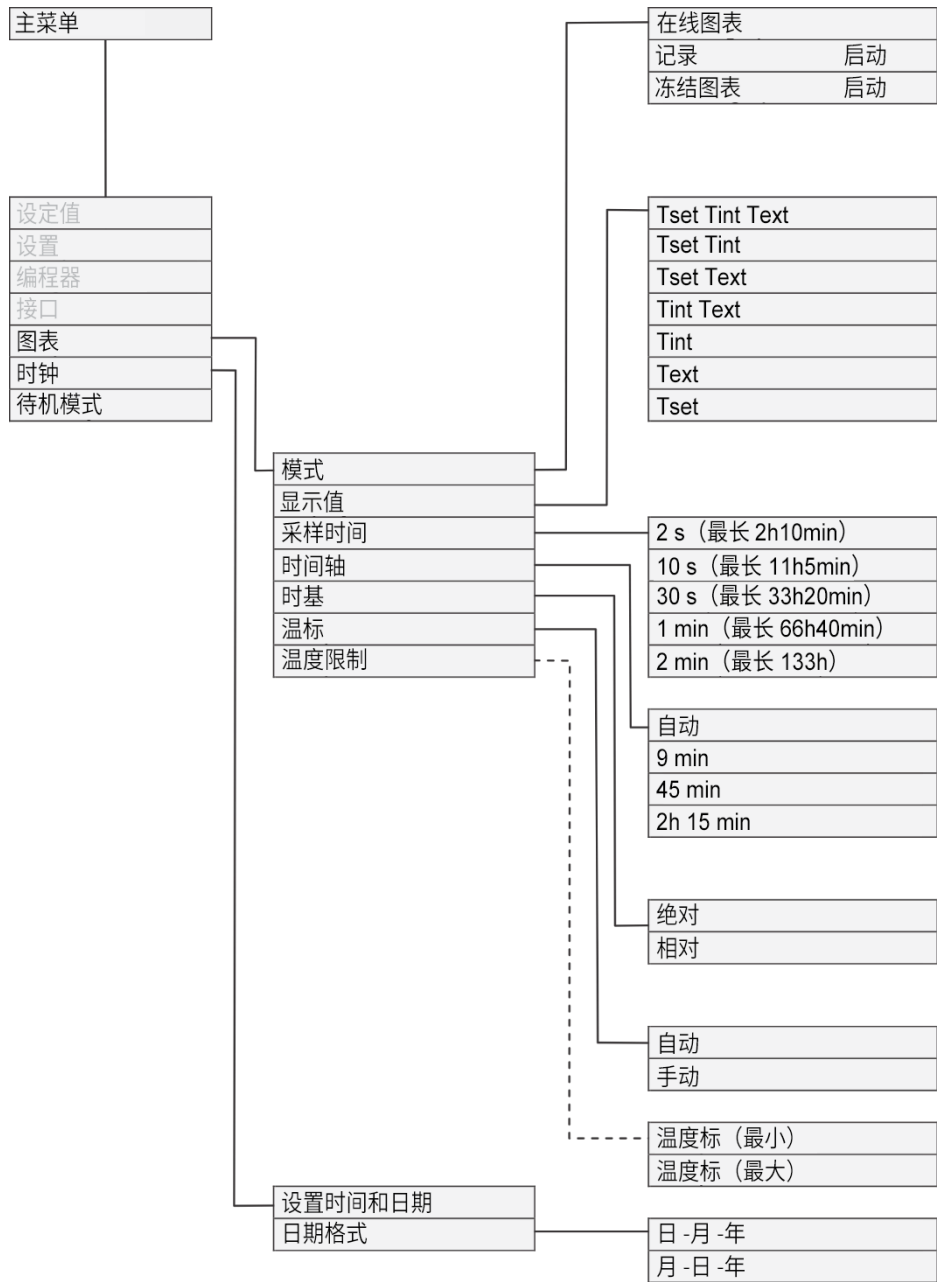 主菜单
设定值
设置
编程器
接口
图表
时钟
待机模式
模式
显示值
采样时间
时间轴
时基
温标
温度限制
设置时间和日期
日期格式
在线图表
记录 启动
冻结图表 启动
Tset Tint Text
Tset Tint
Tset Text
Tint Text
Tint
Text
Tset
2 s（最长 2h10min）
10 s（最长 11h5min）
30 s（最长 33h20min）
1 min（最长 66h40min）
2 min（最长 133h）
自动
9 min
45 min
2h 15 min
绝对
相对
自动
手动
温度标（最小）
温度标（最大）
日 -月 -年
月 -日 -年